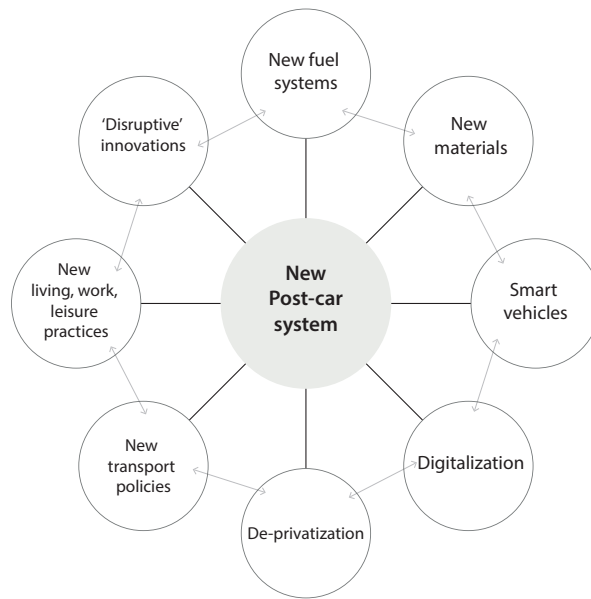 New fuel
systems
New
materials
Smart
vehicles
Digitalization
De-privatization
New
transport
policies
New
living, work,
leisure
practices
‘Disruptive’
innovations
New
Post-car
system